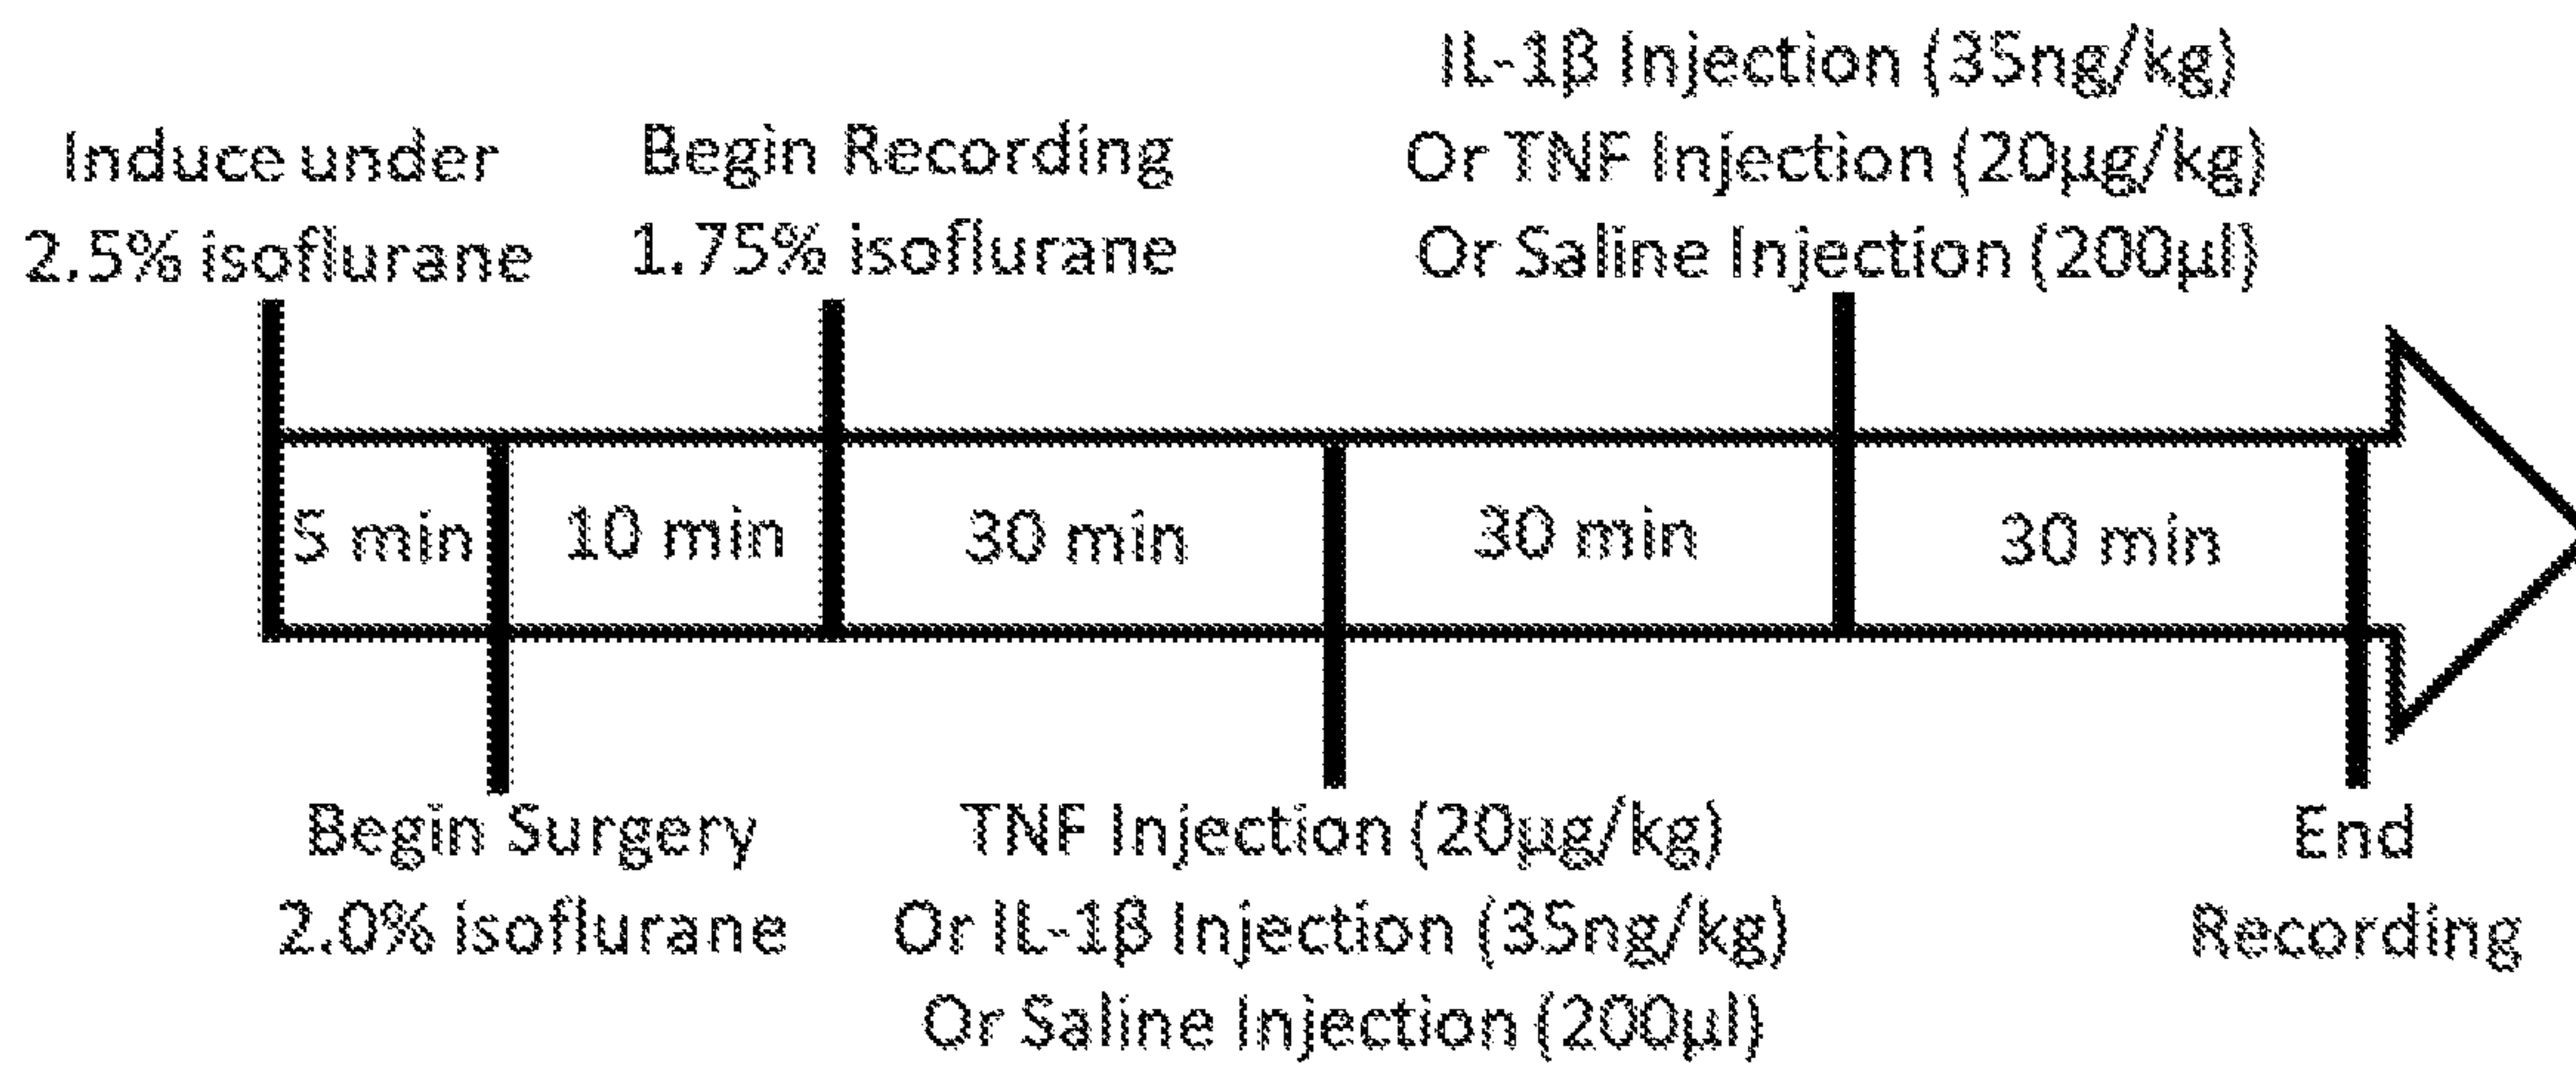 Induce under
2.5% isoflurane
Begin Recording
1.75% isoflurane
IL-1β Injection (35ng/kg)
Or TNF Injection (20μg/kg)
Or Saline Injection (200μl)
5 min
10 min
30 min
30 min
30 min
Begin Surgery
2.0% isoflurane
TNF Injection (20μg/kg)
Or IL-1β Injection (35ng/kg)
Or Saline Injection (200μl)
End
Recording